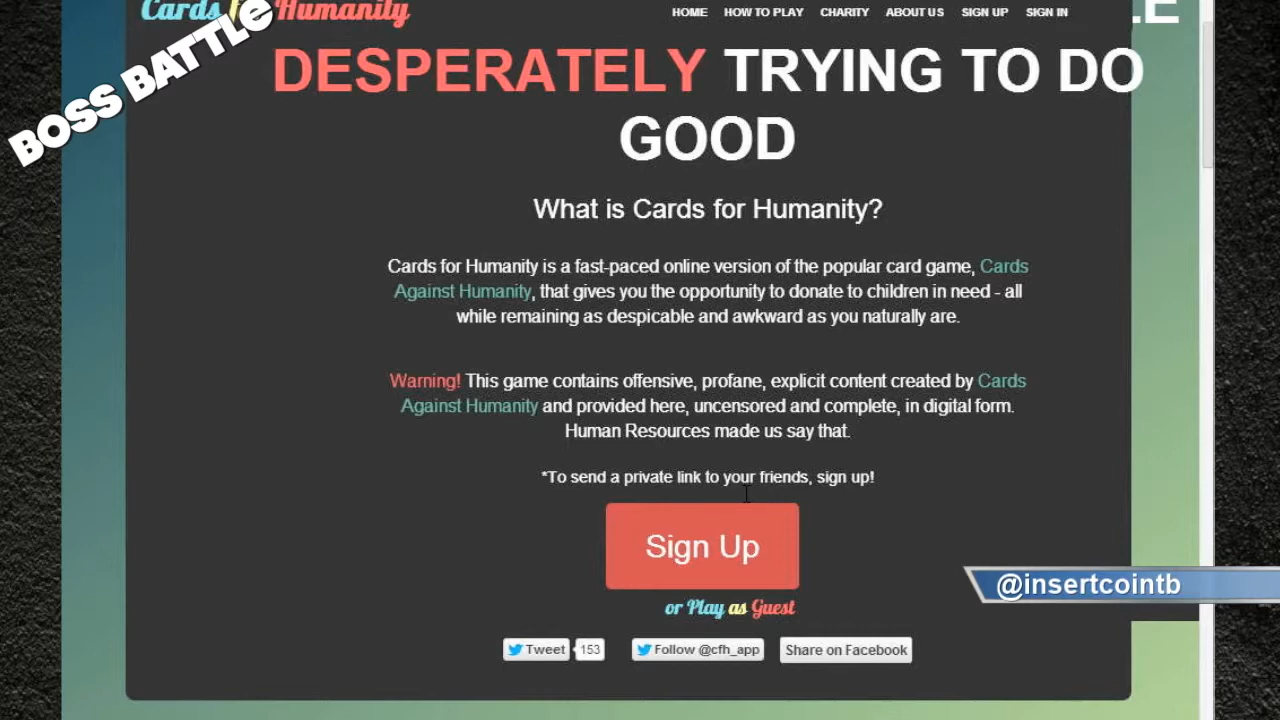 Cards Humanity
HOME HOW TO PLAY CHARITY ABOUT US SIGN UP SIGN IN
LE
BOSS BATTLE
DESPERATELY TRYING TO DO
GOOD
What is Cards for Humanity?
Cards for Humanity is a fast-paced online version of the popular card game, Cards
Against Humanity, that gives you the opportunity to donate to children in need - all
while remaining as despicable and awkward as you naturally are.
Warning! This game contains offensive, profane, explicit content created by Cards
Against Humanity and provided here, uncensored and complete, in digital form.
Human Resources made us say that.
*To send a private link to your friends, sign up!
Sign Up
@insertcointb
or Play as Guest
Tweet 153 Follow @cfh_app Share on Facebook